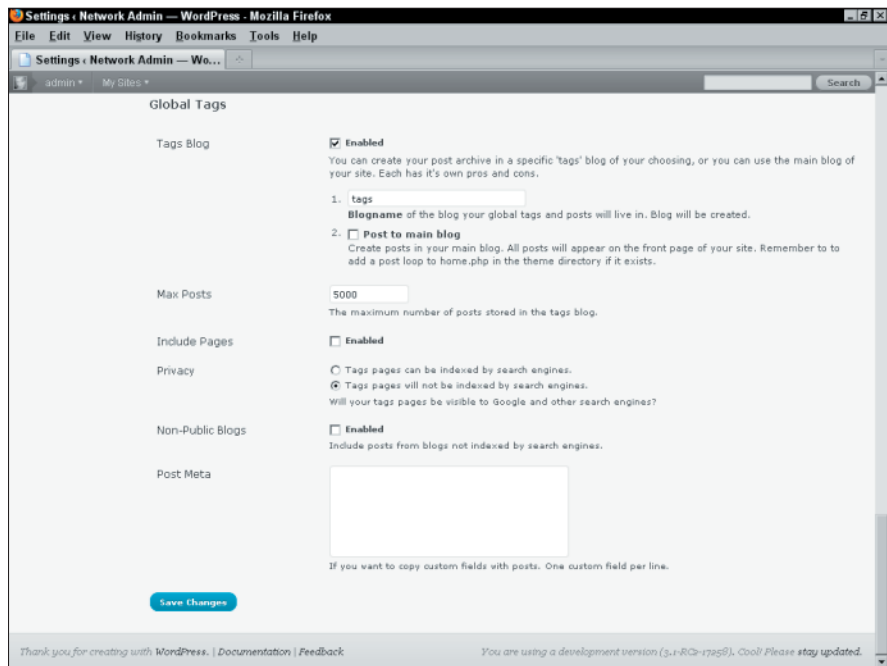 Settings ‹ Network Admin — WordPress - Mozilla Firefox
File Edit View History Bookmarks Tools Help
Settings ‹ Network Admin — Wo...
admin My Sites Search
Global Tags
Tags Blog Enabled
You can create your post archive in a specific 'tags' blog of your choosing, or you can use the main blog of
your site. Each has it's own pros and cons.
1. tags
Blogname of the blog your global tags and posts will live in. Blog will be created.
2. Post to main blog
Create posts in your main blog. All posts will appear on the front page of your site. Remember to to
add a post loop to home.php in the theme directory if it exists.
Max Posts 5000
The maximum number of posts stored in the tags blog.
Include Pages Enabled
Privacy Tags pages can be indexed by search engines.
Tags pages will not be indexed by search engines.
Will your tags pages be visible to Google and other search engines?
Non-Public Blogs Enabled
Include posts from blogs not indexed by search engines.
Post Meta
If you want to copy custom fields with posts. One custom field per line.
Save Changes
Thank you for creating with WordPress. | Documentation | Feedback You are using a development version (3.1-RC2-17258). Cool! Please stay updated.